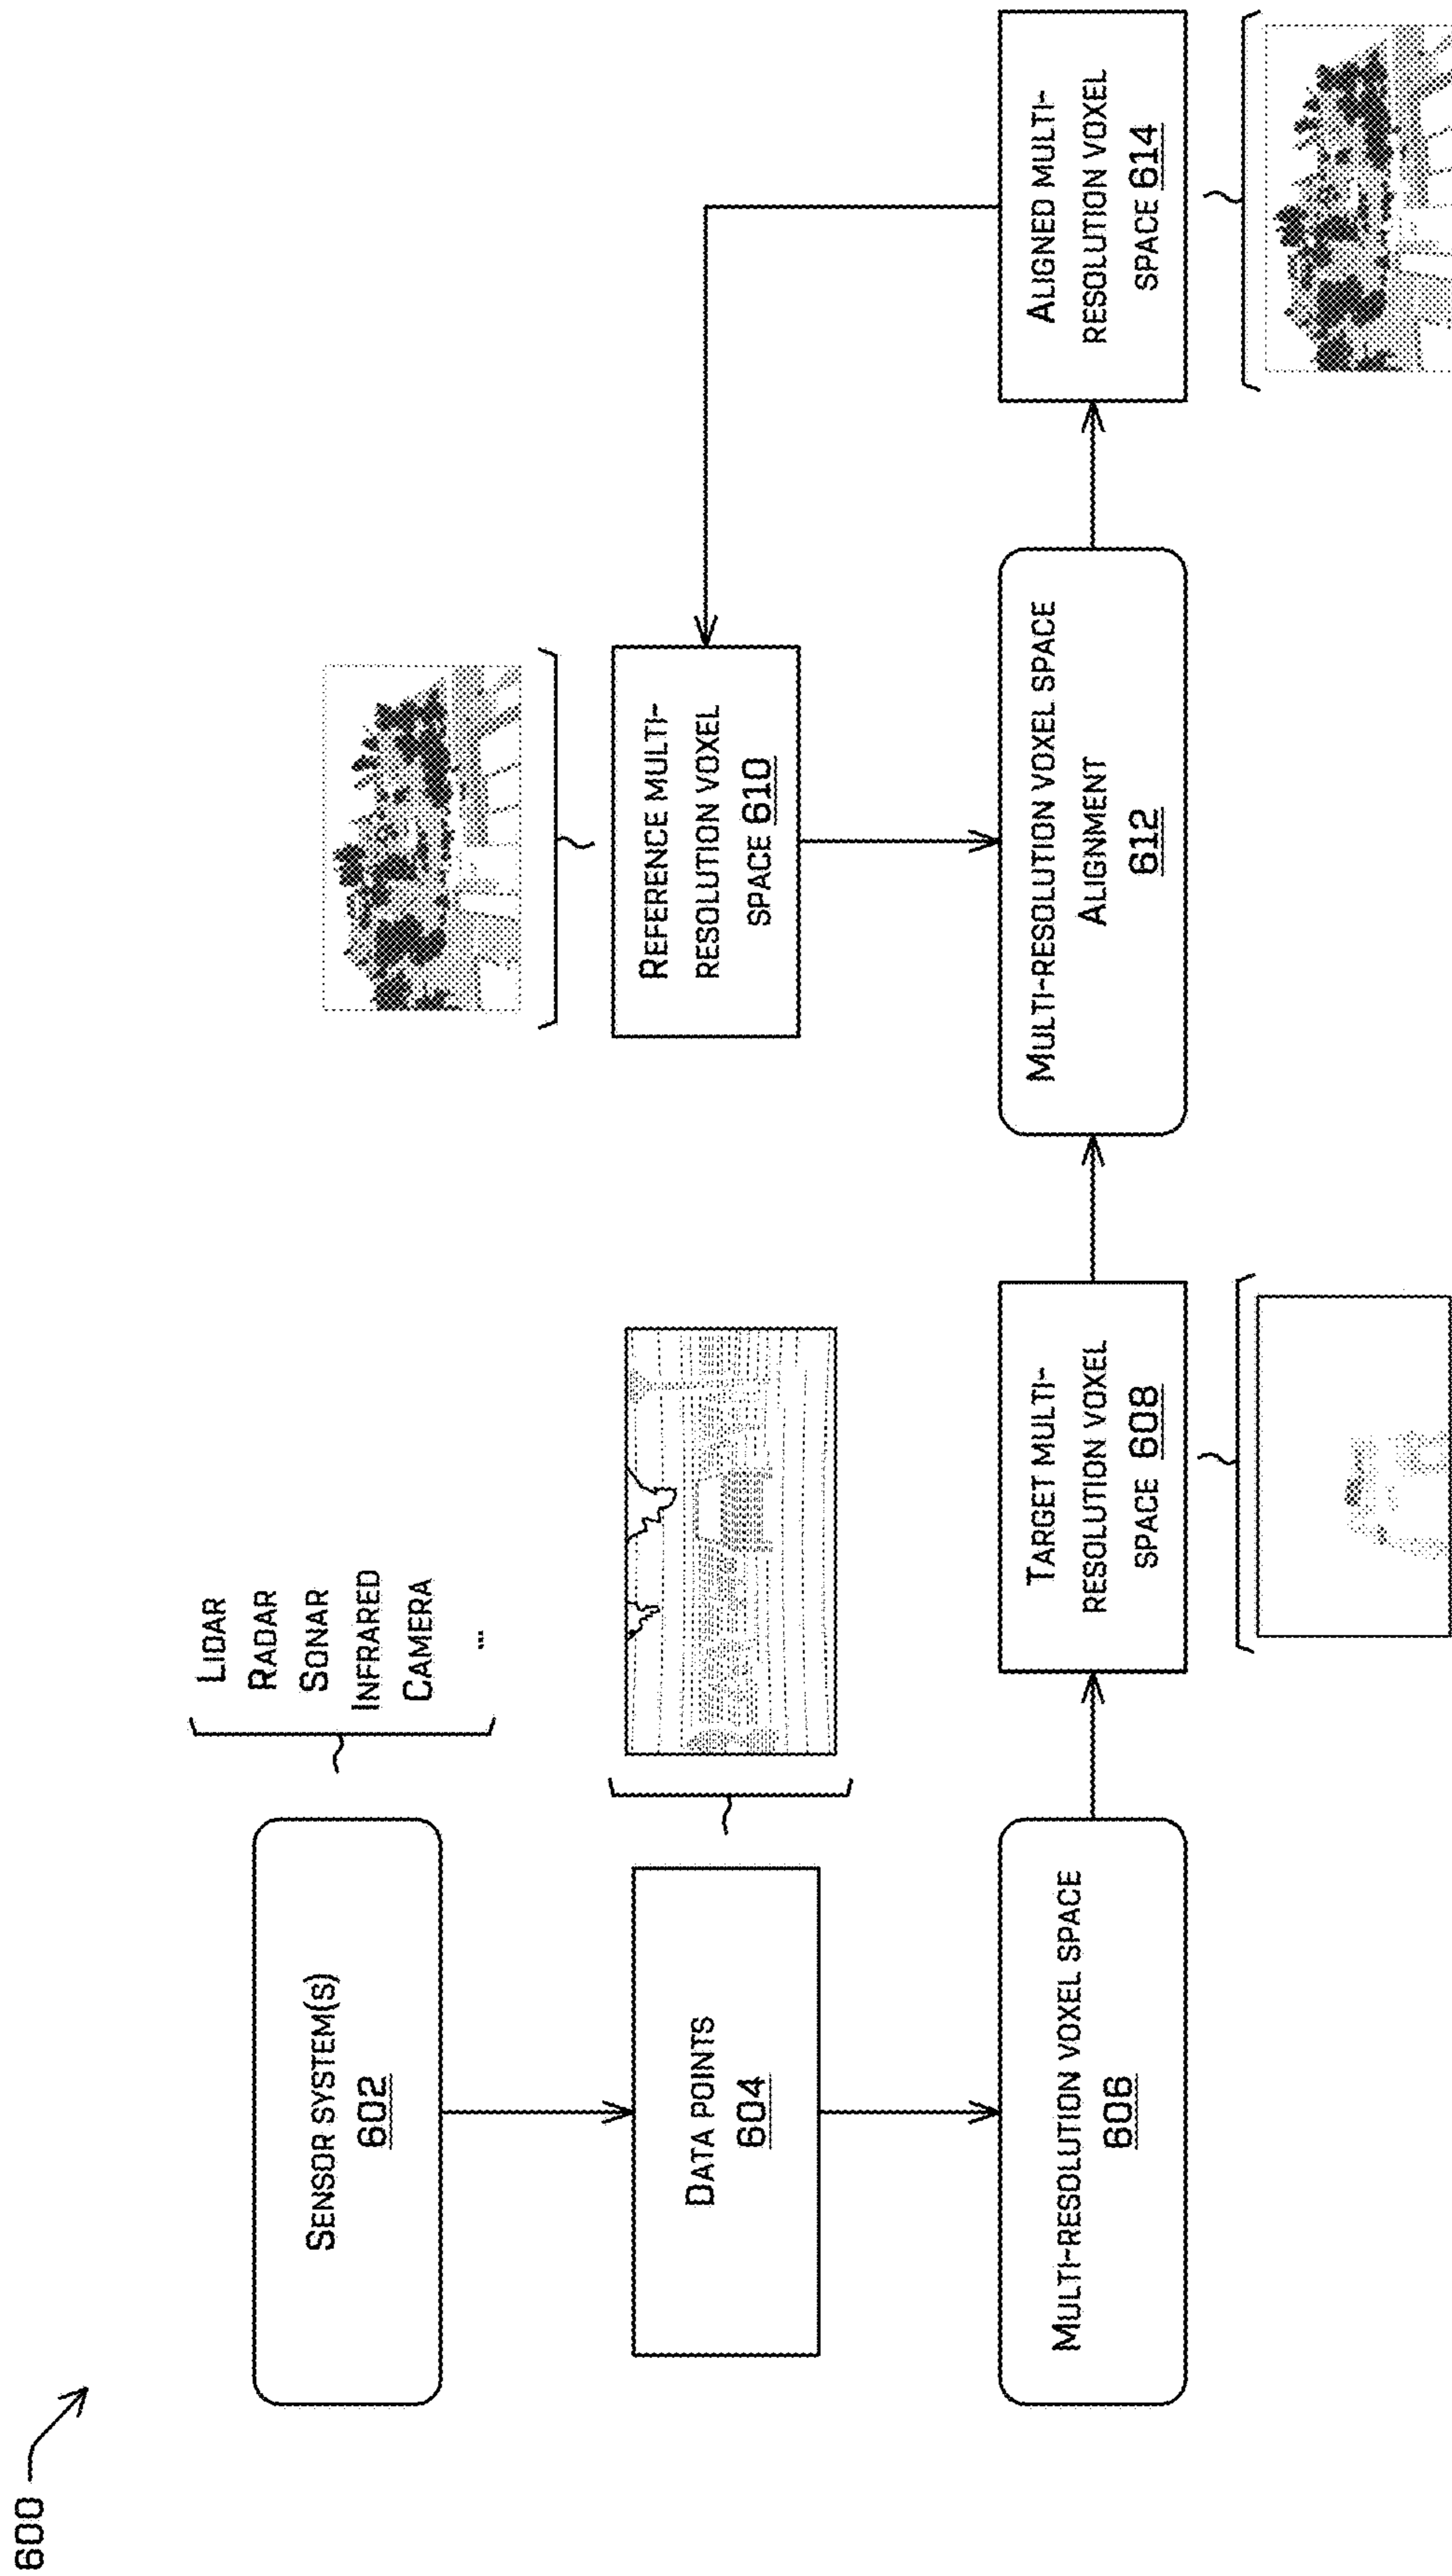 600
SENSOR SYSTEM(S)
602
LIDAR
RADAR
SONAR
INFRARED
CAMERA
...
DATA POINTS
604
MULTI-RESOLUTION VOXEL SPACE
606
TARGET MULTI-
RESOLUTION VOXEL
SPACE 608
REFERENCE MULTI-
RESOLUTION VOXEL
SPACE 610
MULTI-RESOLUTION VOXEL SPACE
ALIGNMENT
612
ALIGNED MULTI-
RESOLUTION VOXEL
SPACE 614